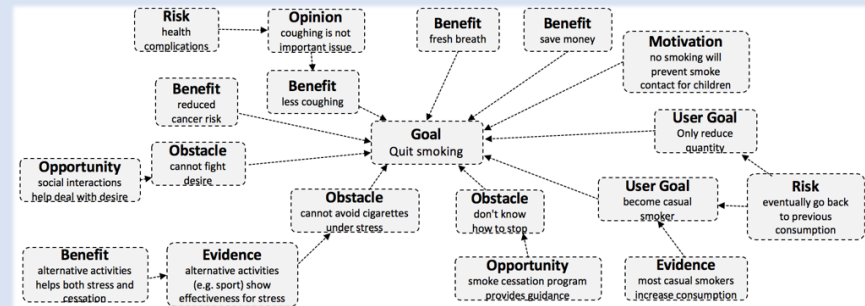 Risk
health
complications
Opinion
coughing is not
important issue
Benefit
fresh breath
Benefit
save money
Motivation
no smoking will
prevent smoke
contact for children
Benefit
less coughing
Benefit
reduced
cancer risk
Goal
Quit smoking
User Goal
Only reduce
quantity
Opportunity
social interactions
help deal with desire
Obstacle
cannot fight
desire
Obstacle
cannot avoid cigarettes
under stress
Obstacle
don't know
how to stop
User Goal
become casual
smoker
Risk
eventually go back
to previous
consumption
Benefit
alternative activities
helps both stress and
cessation
Evidence
alternative activities
(e.g. sport) show
effectiveness for stress
Opportunity
smoke cessation program
provides guidance
Evidence
most casual smokers
increase consumption